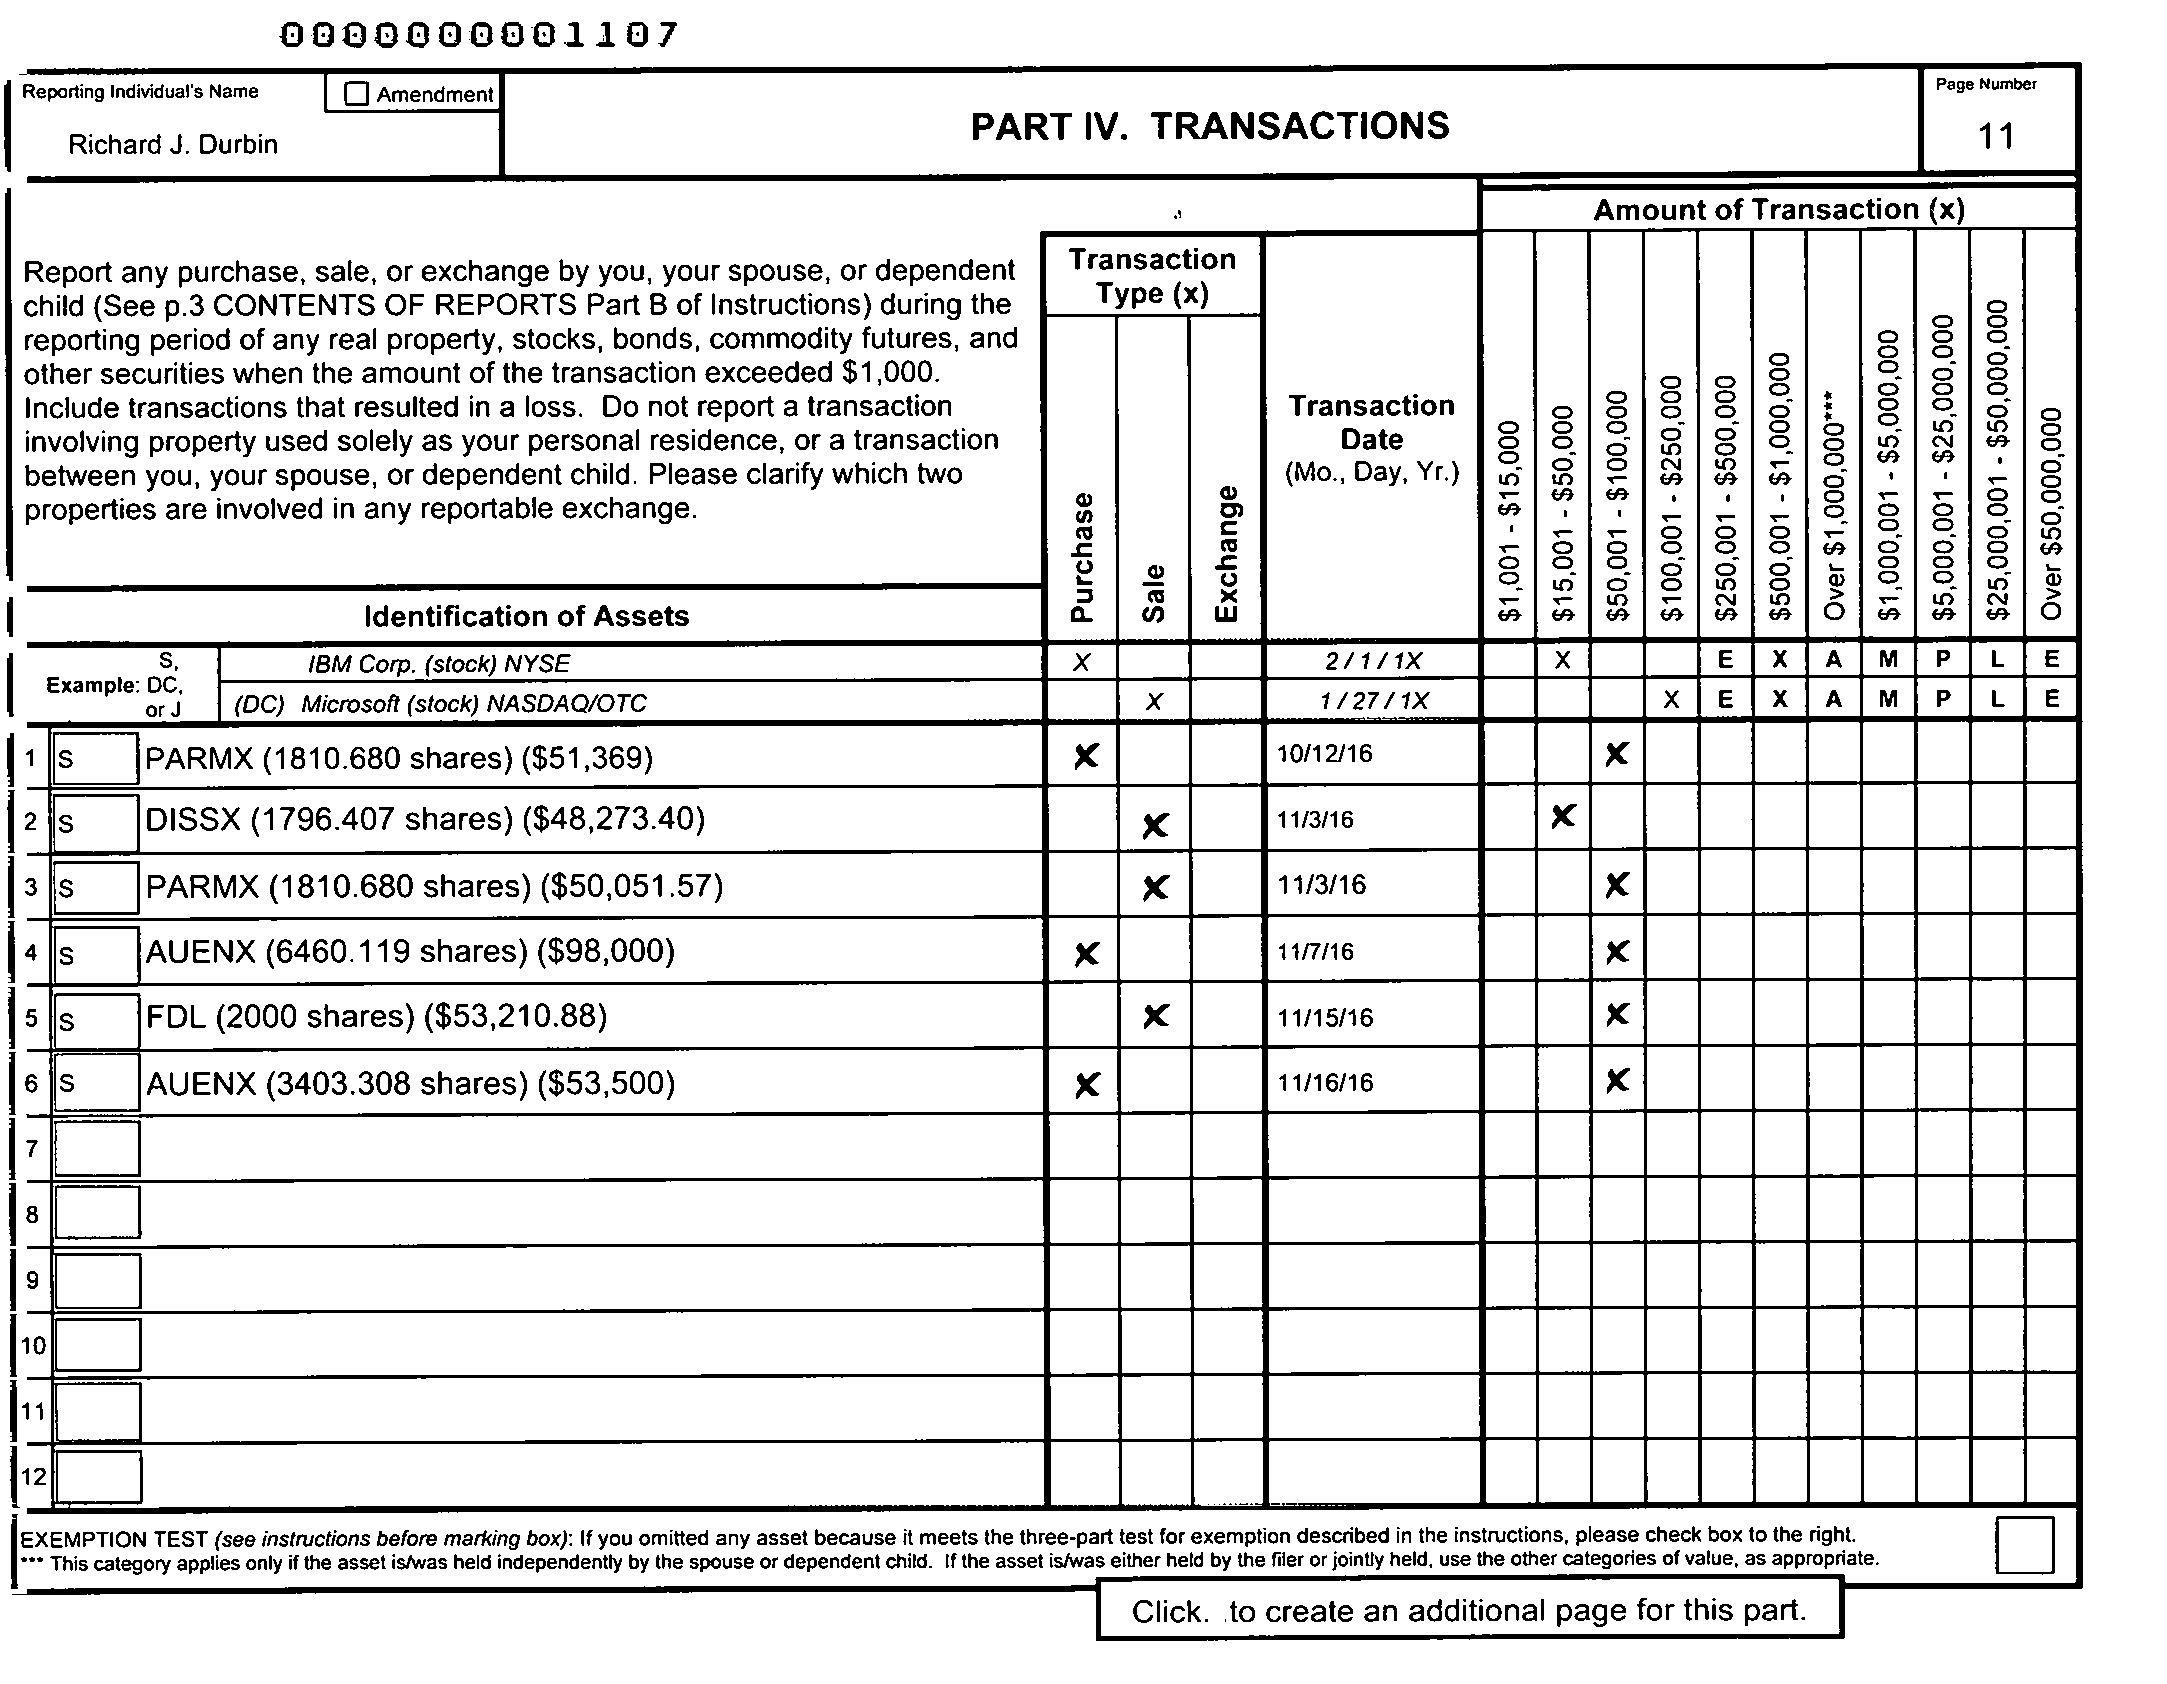 0000000001107
Reporting Individual's Name
☐ Amendment
Richard J. Durbin
PART IV. TRANSACTIONS
Page Number
11
Amount of Transaction (x)
Report any purchase, sale, or exchange by you, your spouse, or dependent
child (See p.3 CONTENTS OF REPORTS Part B of Instructions) during the
reporting period of any real property, stocks, bonds, commodity futures, and
other securities when the amount of the transaction exceeded $1,000.
Include transactions that resulted in a loss. Do not report a transaction
involving property used solely as your personal residence, or a transaction
between you, your spouse, or dependent child. Please clarify which two
properties are involved in any reportable exchange.
Transaction
Type (x)
Purchase
Sale
Exchange
Transaction
Date
(Mo., Day, Yr.)
$1,001 - $15,000
$15,001 - $50,000
$50,001 - $100,000
$100,001 - $250,000
$250,001 - $500,000
$500,001 - $1,000,000
Over $1,000,000***
$1,000,001 - $5,000,000
$5,000,001 - $25,000,000
$25,000,001 - $50,000,000
Over $50,000,000
Identification of Assets
Example: S,
DC,
or J
IBM Corp. (stock) NYSE X 2 / 1 / 1X X E X A M P L E
(DC) Microsoft (stock) NASDAQ/OTC X 1 / 27 / 1X X E X A M P L E
1 S PARMX (1810.680 shares) ($51,369) X 10/12/16 X
2 S DISSX (1796.407 shares) ($48,273.40) X 11/3/16 X
3 S PARMX (1810.680 shares) ($50,051.57) X 11/3/16 X
4 S AUENX (6460.119 shares) ($98,000) X 11/7/16 X
5 S FDL (2000 shares) ($53,210.88) X 11/15/16 X
6 S AUENX (3403.308 shares) ($53,500) X 11/16/16 X
7
8
9
10
11
12
EXEMPTION TEST (see instructions before marking box): If you omitted any asset because it meets the three-part test for exemption described in the instructions, please check box to the right.
*** This category applies only if the asset is/was held independently by the spouse or dependent child. If the asset is/was either held by the filer or jointly held, use the other categories of value, as appropriate.
Click. to create an additional page for this part.